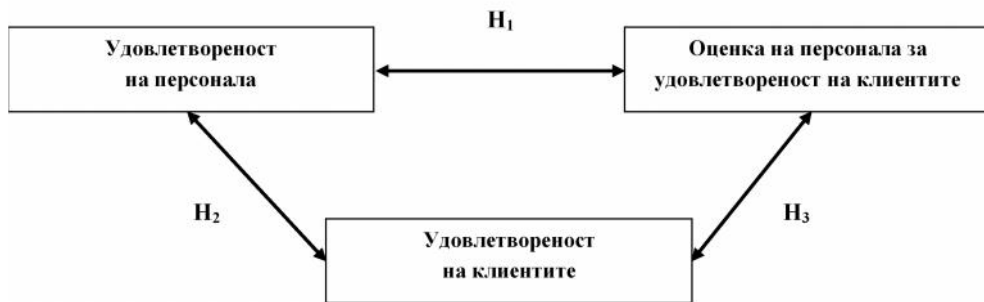 H₁
Удовлетвореност
на персонала
Оценка на персонала за
удовлетвореност на клиентите
H₂
H₃
Удовлетвореност
на клиентите